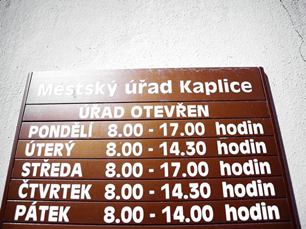 Městský úřad Kaplice
ÚŘAD OTEVŘEN
PONDĚLÍ 8.00 - 17.00 hodin
ÚTERÝ 8.00 - 14.30 hodin
STŘEDA 8.00 - 17.00 hodin
ČTVRTEK 8.00 - 14.30 hodin
PÁTEK 8.00 - 14.00 hodin